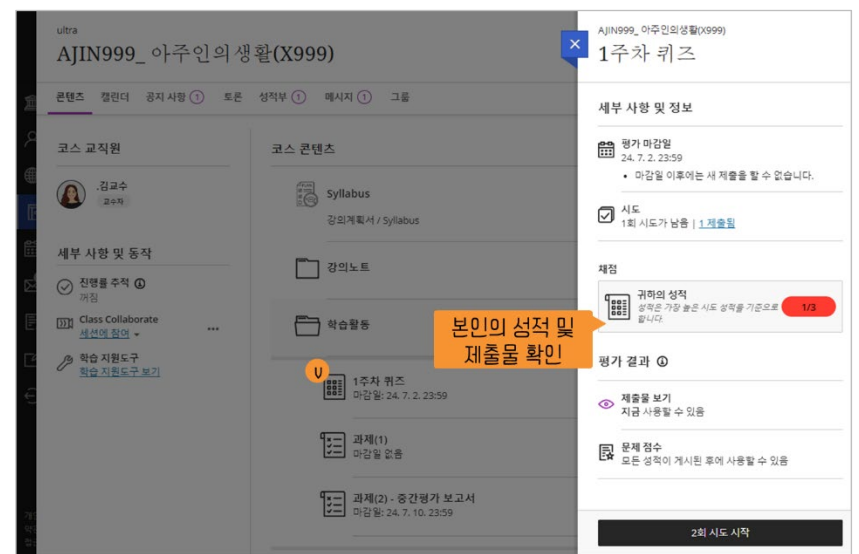 ultra
AJIN999_ 아주인의생활(X999)
콘텐츠 캘린더 공지 사항 1 토론 성적부 1 메시지 1 그룹
코스 교직원
.김교수
교수자
세부 사항 및 동작
진행률 추적
꺼짐
Class Collaborate
세션에 참여
학습 지원도구
학습 지원도구 보기
코스 콘텐츠
Syllabus
강의계획서 / Syllabus
강의노트
학습활동
V
1주차 퀴즈
마감일: 24. 7. 2. 23:59
과제(1)
마감일 없음
과제(2) - 중간평가 보고서
마감일: 24. 7. 10. 23:59
본인의 성적 및
제출물 확인
AJIN999_ 아주인의생활(X999)
1주차 퀴즈
세부 사항 및 정보
평가 마감일
24. 7. 2. 23:59
• 마감일 이후에는 새 제출을 할 수 없습니다.
시도
1회 시도가 남음 | 1 제출됨
채점
귀하의 성적
성적은 가장 높은 시도 성적을 기준으로
합니다.
1/3
평가 결과
제출물 보기
지금 사용할 수 있음
문제 점수
모든 성적이 게시된 후에 사용할 수 있음
2회 시도 시작